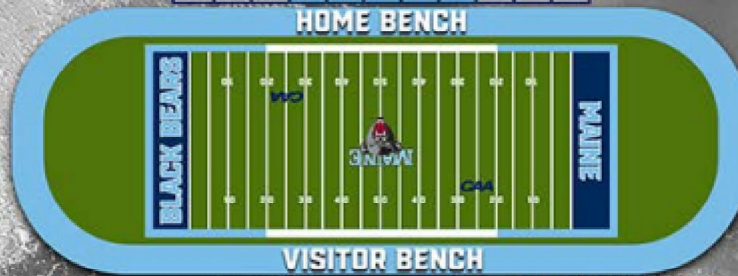 HOME BENCH
BLACK BEARS
MAINE
CAA
MAINE
CAA
VISITOR BENCH